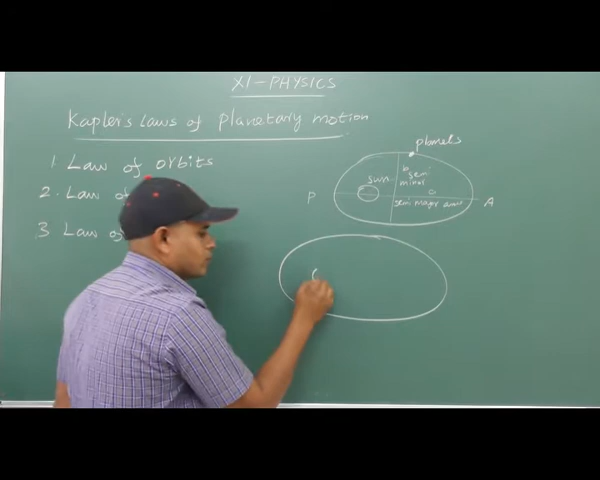 XI-PHYSICS
Kapler's Laws of planetary motion
1 Law of orbits
2. Law of
3 Law of
planets
sun
b
semi
minor
a
P
semi major axis
A